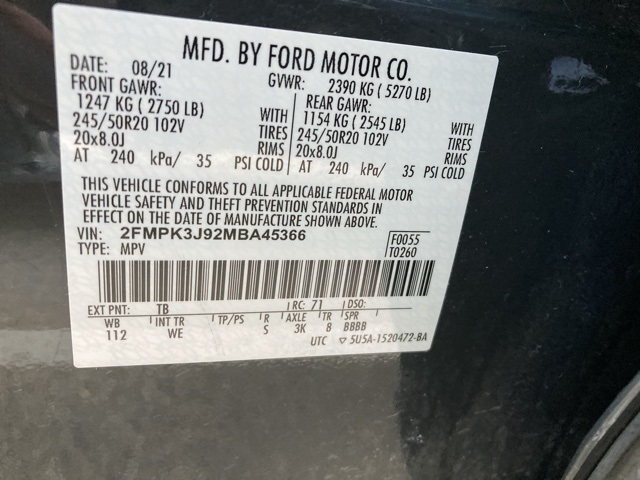 MFD. BY FORD MOTOR CO.
DATE: 08/21 GVWR: 2390 KG ( 5270 LB)
FRONT GAWR: REAR GAWR:
1247 KG ( 2750 LB) WITH 1154 KG ( 2545 LB) WITH
245/50R20 102V TIRES 245/50R20 102V TIRES
20x8.0J RIMS 20x8.0J RIMS
AT 240 kPa/ 35 PSI COLD AT 240 kPa/ 35 PSI COLD
THIS VEHICLE CONFORMS TO ALL APPLICABLE FEDERAL MOTOR
VEHICLE SAFETY AND THEFT PREVENTION STANDARDS IN
EFFECT ON THE DATE OF MANUFACTURE SHOWN ABOVE.
VIN: 2FMPK3J92MBA45366 F0055
TYPE: MPV T0260
EXT PNT: TB RC: 71 DSO:
WB INT TR TP/PS R AXLE TR SPR
112 WE S 3K 8 BBBB
UTC ▽ 5U5A-1520472-BA